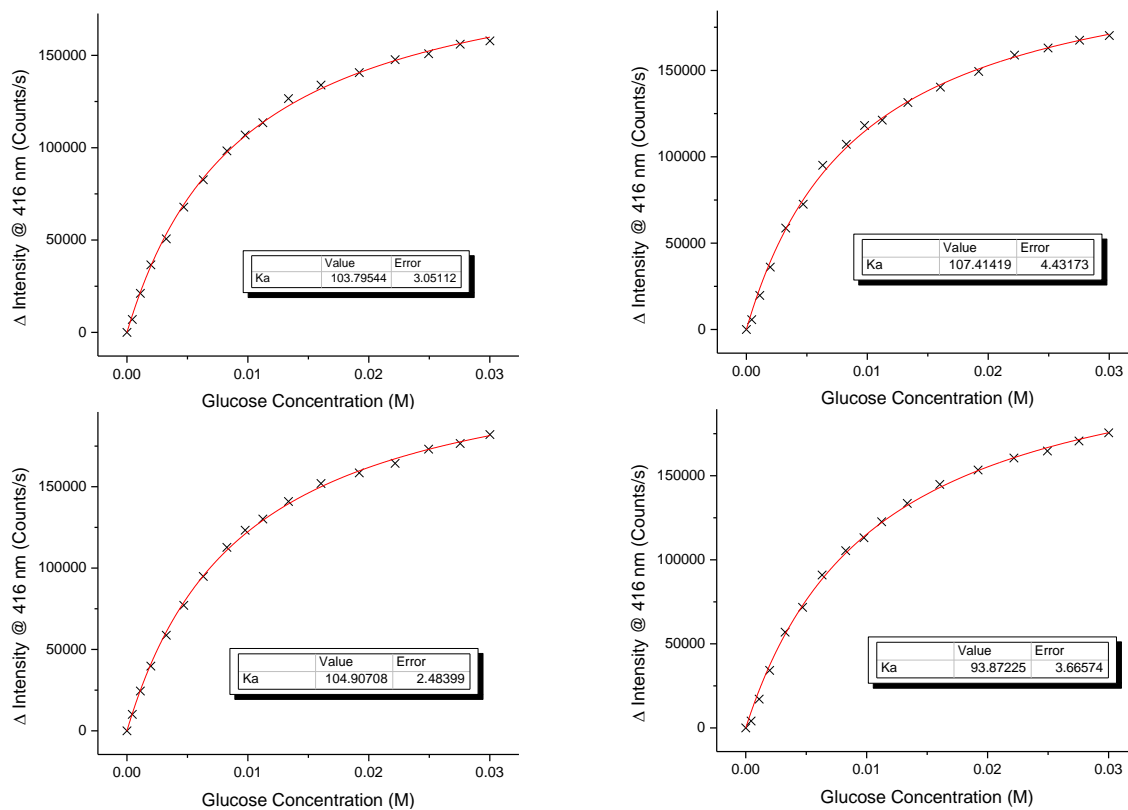 150000
100000
50000
0
Δ Intensity @ 416 nm (Counts/s)
Value Error
Ka 103.79544 3.05112
0.00 0.01 0.02 0.03
Glucose Concentration (M)
150000
100000
50000
0
Δ Intensity @ 416 nm (Counts/s)
Value Error
Ka 107.41419 4.43173
0.00 0.01 0.02 0.03
Glucose Concentration (M)
150000
100000
50000
0
Δ Intensity @ 416 nm (Counts/s)
Value Error
Ka 104.90708 2.48399
0.00 0.01 0.02 0.03
Glucose Concentration (M)
150000
100000
50000
0
Δ Intensity @ 416 nm (Counts/s)
Value Error
Ka 93.87225 3.66574
0.00 0.01 0.02 0.03
Glucose Concentration (M)